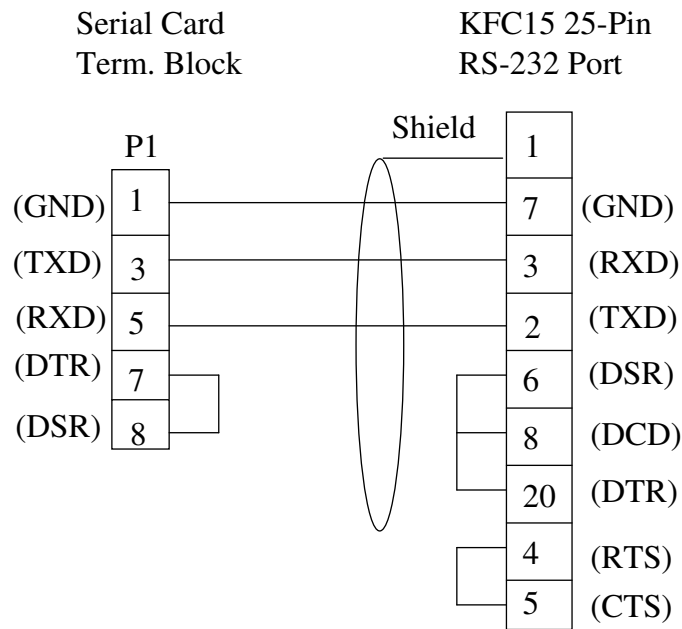 Serial Card
Term. Block
KFC15 25-Pin
RS-232 Port
Shield
P1
1
(GND) 1 7 (GND)
(TXD) 3 3 (RXD)
(RXD) 5 2 (TXD)
(DTR) 7 6 (DSR)
(DSR) 8 8 (DCD)
20 (DTR)
4 (RTS)
5 (CTS)